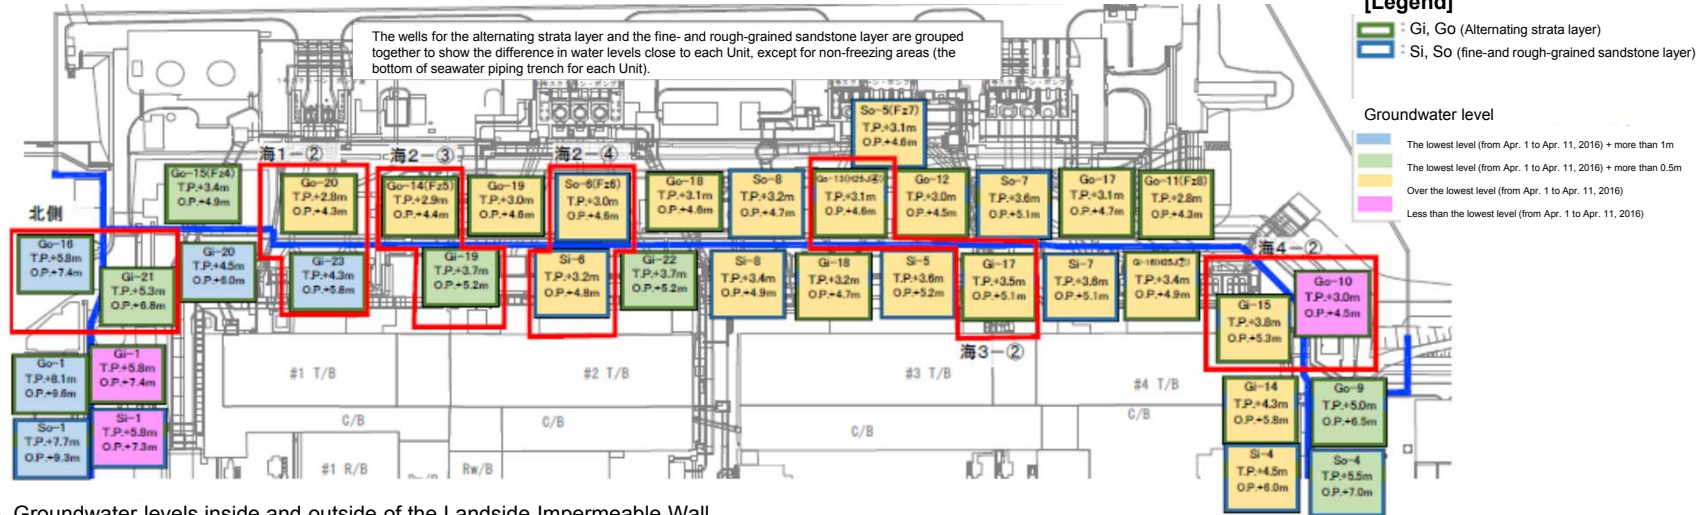 [Legend]
: Gi, Go (Alternating strata layer)
: Si, So (fine-and rough-grained sandstone layer)
The wells for the alternating strata layer and the fine- and rough-grained sandstone layer are grouped
together to show the difference in water levels close to each Unit, except for non-freezing areas (the
bottom of seawater piping trench for each Unit).
Groundwater level
The lowest level (from Apr. 1 to Apr. 11, 2016) + more than 1m
The lowest level (from Apr. 1 to Apr. 11, 2016) + more than 0.5m
Over the lowest level (from Apr. 1 to Apr. 11, 2016)
Less than the lowest level (from Apr. 1 to Apr. 11, 2016)
So-5(Fz7)
T.P.+3.1m
O.P.+4.6m
海1-②
海2-③
海2-④
Go-15(Fz4)
T.P.+3.4m
O.P.+4.9m
Go-20
T.P.+2.8m
O.P.+4.3m
Go-14(Fz5)
T.P.+2.9m
O.P.+4.4m
Go-19
T.P.+3.0m
O.P.+4.6m
So-6(Fz6)
T.P.+3.0m
O.P.+4.6m
Go-18
T.P.+3.1m
O.P.+4.6m
So-8
T.P.+3.2m
O.P.+4.7m
T.P.+3.1m
O.P.+4.6m
Go-12
T.P.+3.0m
O.P.+4.5m
So-7
T.P.+3.6m
O.P.+5.1m
Go-17
T.P.+3.1m
O.P.+4.7m
Go-11(Fz8)
T.P.+2.8m
O.P.+4.3m
北側
海4-②
Go-16
T.P.+5.8m
O.P.+7.4m
Gi-21
T.P.+5.3m
O.P.+6.8m
Gi-20
T.P.+4.5m
O.P.+6.0m
Gi-23
T.P.+4.3m
O.P.+5.8m
Gi-19
T.P.+3.7m
O.P.+5.2m
Si-6
T.P.+3.2m
O.P.+4.8m
Gi-22
T.P.+3.7m
O.P.+5.2m
Si-8
T.P.+3.4m
O.P.+4.9m
Gi-18
T.P.+3.2m
O.P.+4.7m
Si-5
T.P.+3.6m
O.P.+5.2m
Gi-17
T.P.+3.5m
O.P.+5.1m
Si-7
T.P.+3.6m
O.P.+5.1m
T.P.+3.4m
O.P.+4.9m
Gi-15
T.P.+3.8m
O.P.+5.3m
Go-10
T.P.+3.0m
O.P.+4.5m
海3-②
Go-1
T.P.+8.1m
O.P.+9.6m
Gi-1
T.P.+5.8m
O.P.+7.4m
#1 T/B
#2 T/B
#3 T/B
#4 T/B
Gi-14
T.P.+4.3m
O.P.+5.8m
Go-9
T.P.+5.0m
O.P.+6.5m
So-1
T.P.+7.7m
O.P.+9.3m
Si-1
T.P.+5.8m
O.P.+7.3m
C/B
C/B
C/B
C/B
#1 R/B
Rw/B
Si-4
T.P.+4.5m
O.P.+6.0m
So-4
T.P.+5.5m
O.P.+7.0m
Groundwater levels inside and outside of the Landside Impermeable Wall